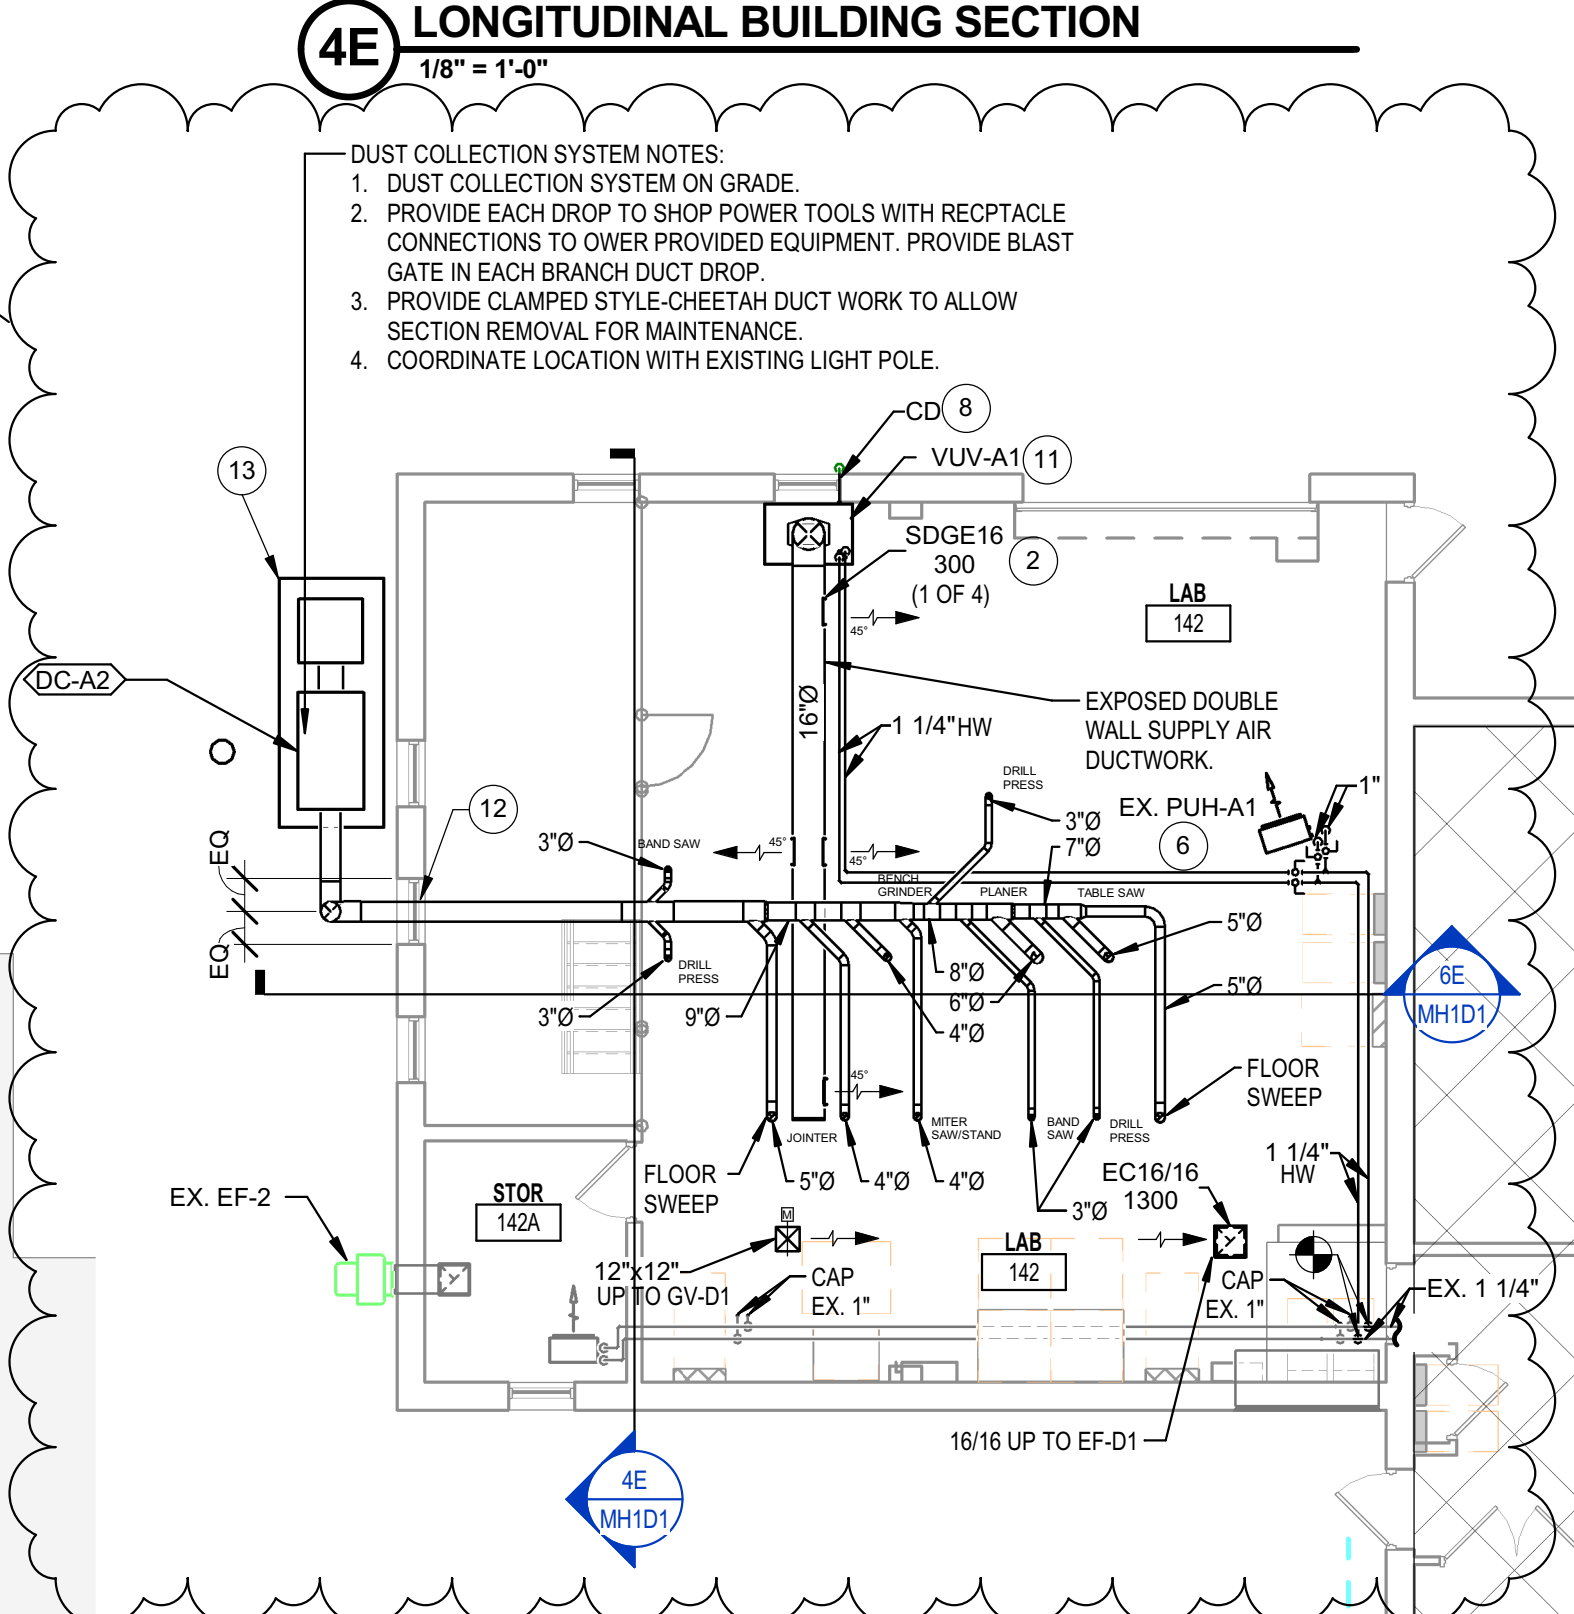 4E
LONGITUDINAL BUILDING SECTION
1/8" = 1'-0"
DUST COLLECTION SYSTEM NOTES:
1. DUST COLLECTION SYSTEM ON GRADE.
2. PROVIDE EACH DROP TO SHOP POWER TOOLS WITH RECPTACLE
CONNECTIONS TO OWER PROVIDED EQUIPMENT. PROVIDE BLAST
GATE IN EACH BRANCH DUCT DROP.
3. PROVIDE CLAMPED STYLE-CHEETAH DUCT WORK TO ALLOW
SECTION REMOVAL FOR MAINTENANCE.
4. COORDINATE LOCATION WITH EXISTING LIGHT POLE.
CD 8
VUV-A1 11
13
SDGE16
300
(1 OF 4)
2
45°
LAB
142
DC-A2
16"Ø
1 1/4" HW
EXPOSED DOUBLE
WALL SUPPLY AIR
DUCTWORK.
DRILL
PRESS
3"Ø
7"Ø
EX. PUH-A1
6
1"
12
EQ
EQ
3"Ø
BAND SAW
45°
45°
BENCH
GRINDER
PLANER
TABLE SAW
5"Ø
DRILL
PRESS
3"Ø
9"Ø
8"Ø
6"Ø
4"Ø
5"Ø
6E
MH1D1
45°
FLOOR
SWEEP
JOINTER
MITER
SAW/STAND
BAND
SAW
DRILL
PRESS
FLOOR
SWEEP
5"Ø
4"Ø
4"Ø
3"Ø
EC16/16
1300
1 1/4"
HW
EX. EF-2
STOR
142A
M
12"x12"
UP TO GV-D1
CAP
EX. 1"
LAB
142
CAP
EX. 1"
EX. 1 1/4"
16/16 UP TO EF-D1
4E
MH1D1